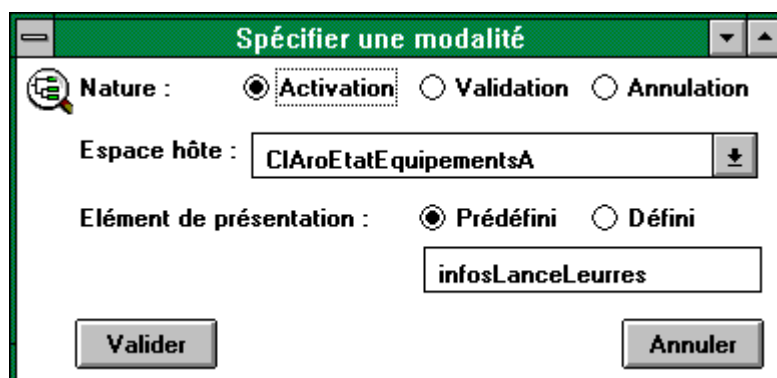 Spécifier une modalité
Nature : Activation Validation Annulation
Espace hôte : ClAroEtatEquipementsA
Elément de présentation : Prédéfini Défini
infosLanceLeurres
Valider Annuler